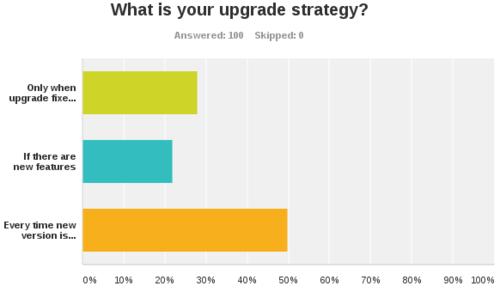 What is your upgrade strategy?
Answered: 100 Skipped: 0
Only when
upgrade fixe...
If there are
new features
Every time new
version is...
0% 10% 20% 30% 40% 50% 60% 70% 80% 90% 100%